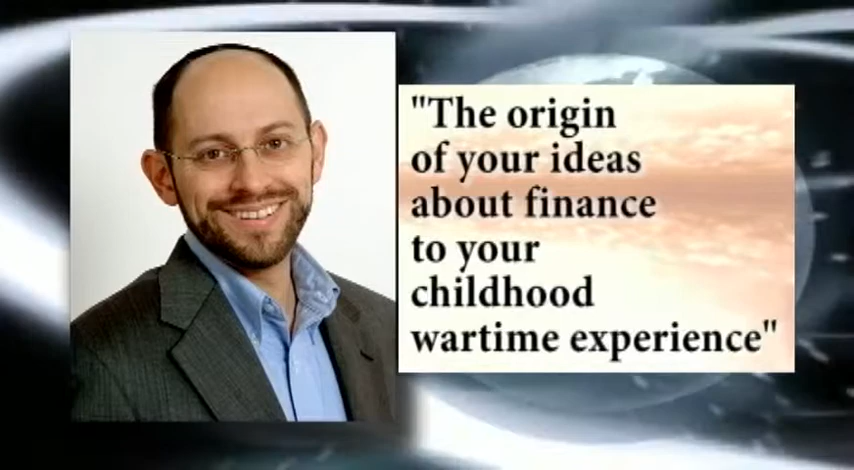 "The origin
of your ideas
about finance
to your
childhood
wartime experience"